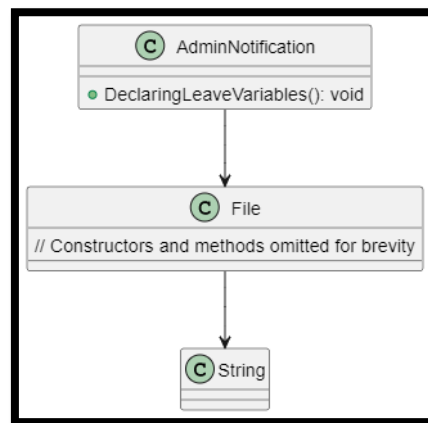 C AdminNotification
DeclaringLeaveVariables(): void
C File
// Constructors and methods omitted for brevity
C String